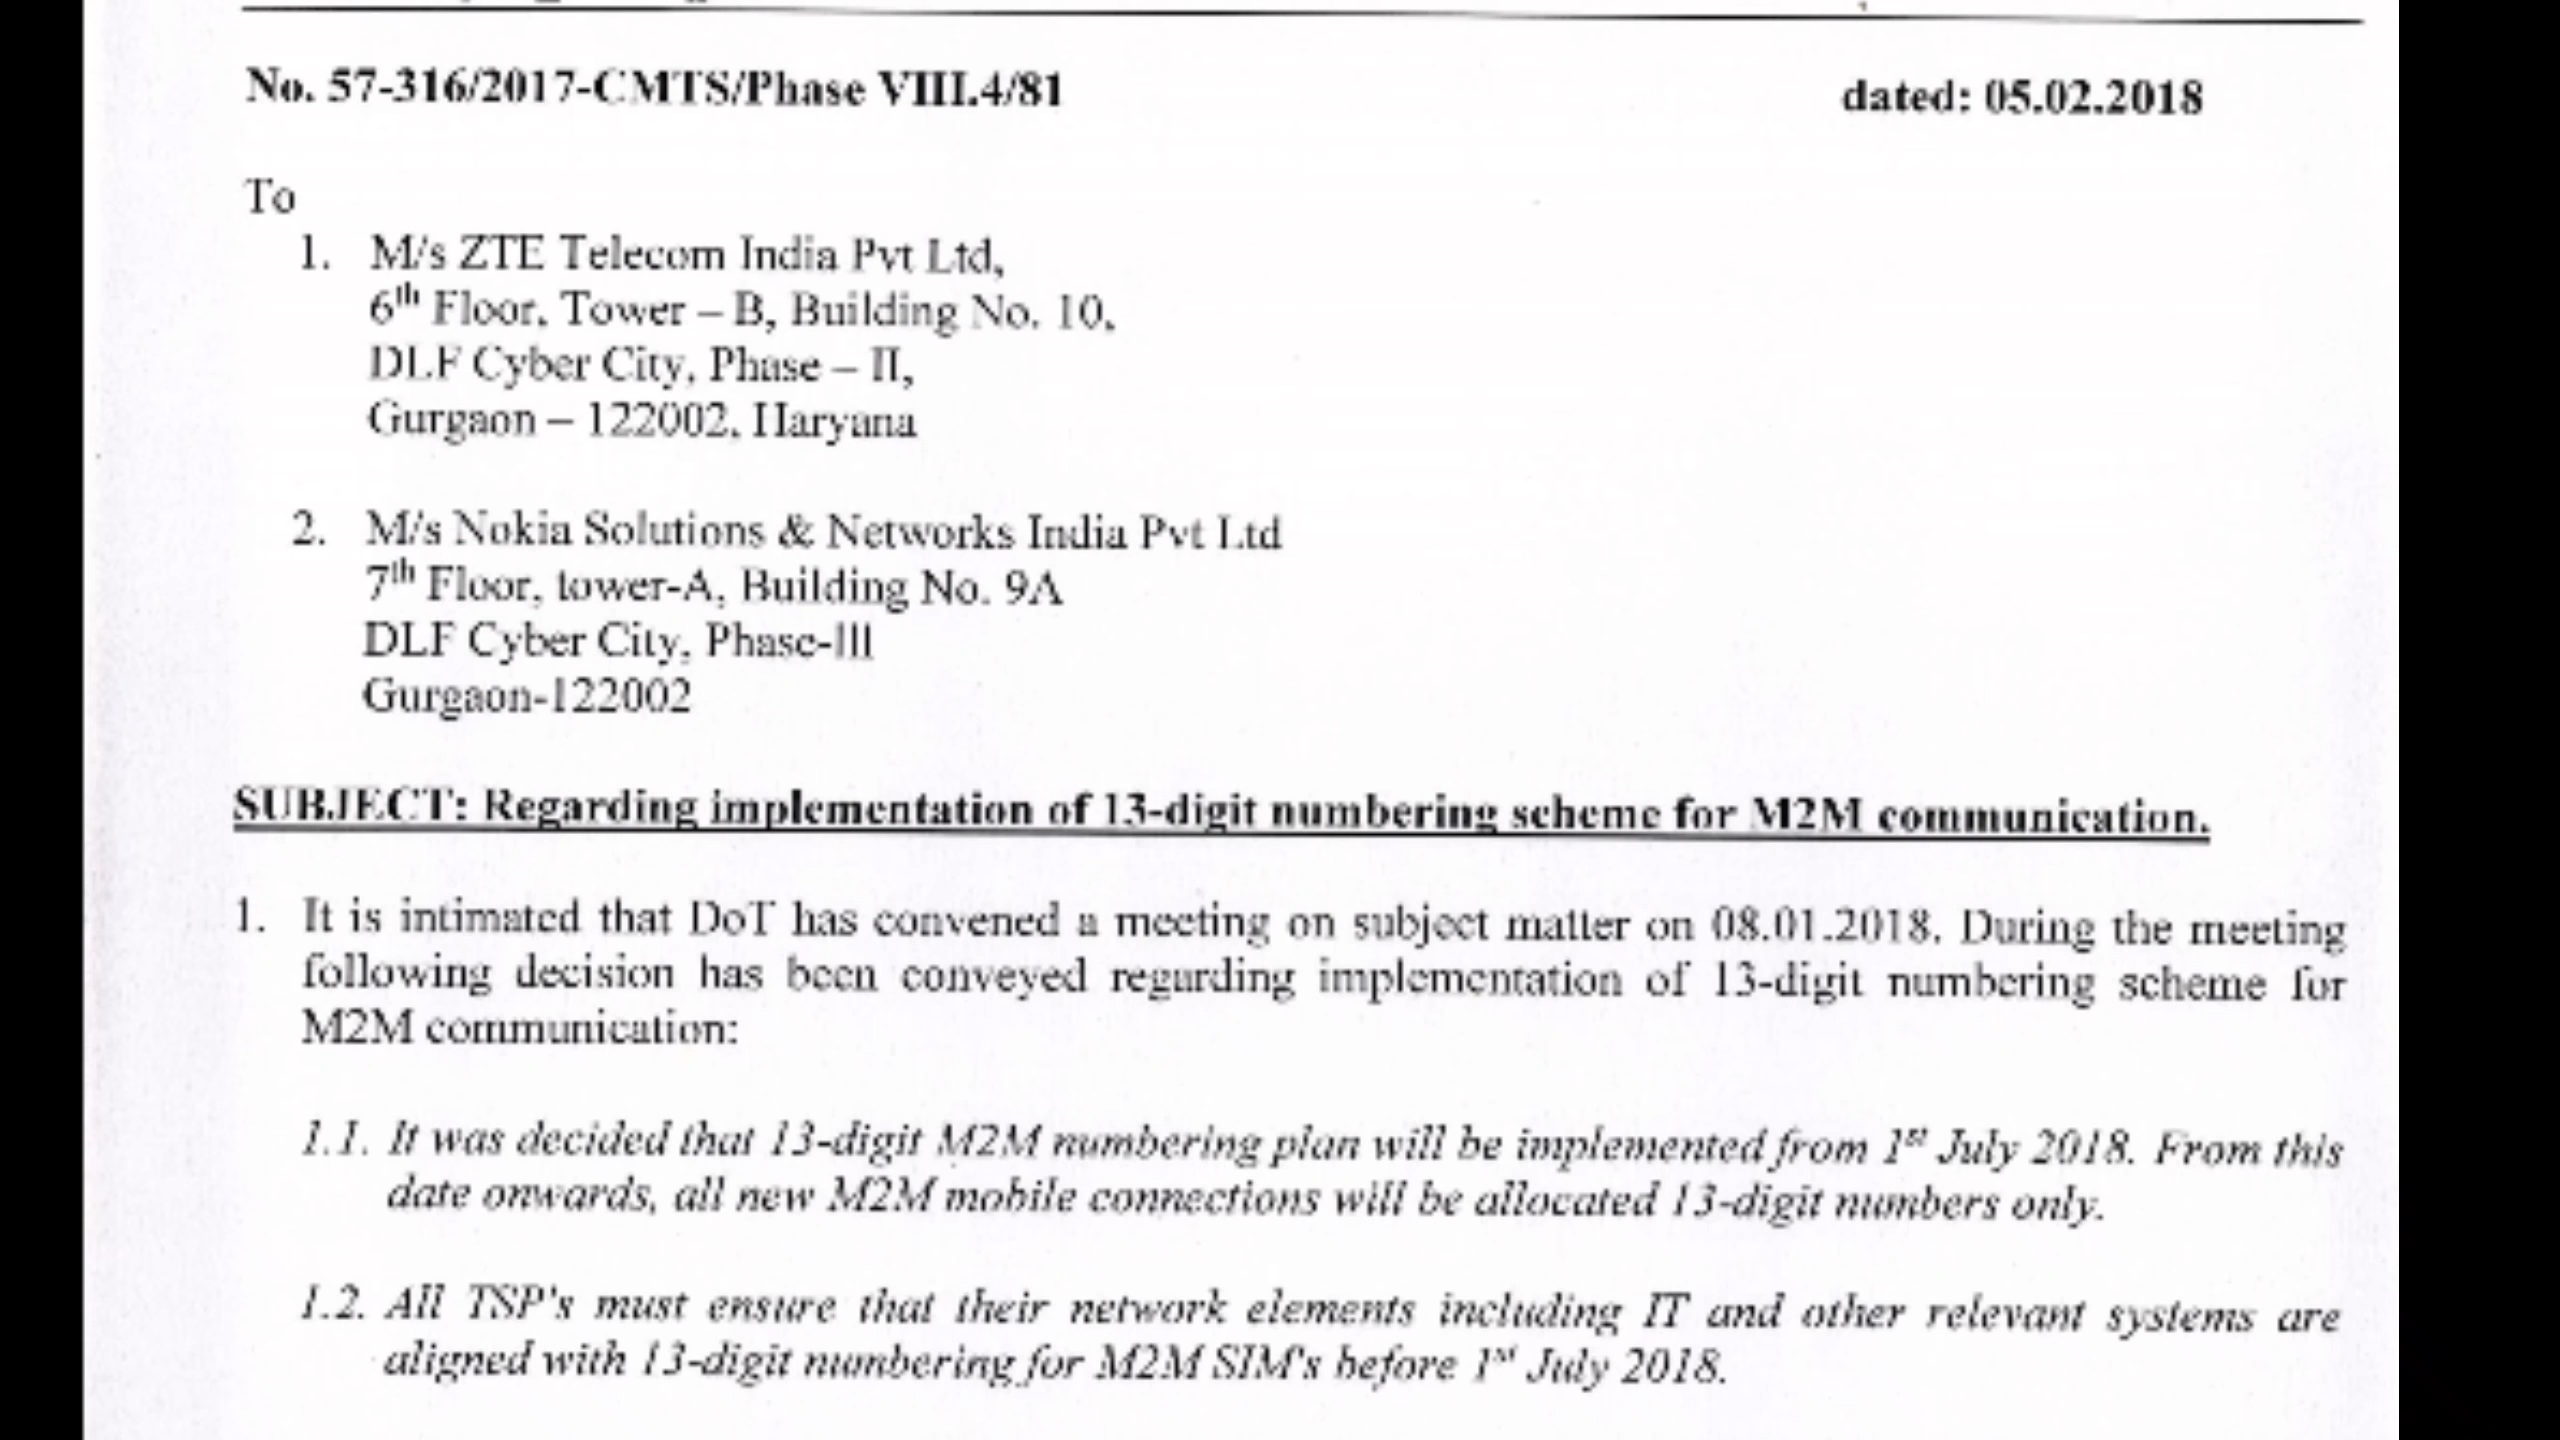 No. 57-316/2017-CMTS/Phase VIII.4/81 dated: 05.02.2018
To
1. M/s ZTE Telecom India Pvt Ltd,
6th Floor, Tower – B, Building No. 10,
DLF Cyber City, Phase – II,
Gurgaon – 122002, Haryana
2. M/s Nokia Solutions & Networks India Pvt Ltd
7th Floor, tower-A, Building No. 9A
DLF Cyber City, Phase-III
Gurgaon-122002
SUBJECT: Regarding implementation of 13-digit numbering scheme for M2M communication.
1. It is intimated that DoT has convened a meeting on subject matter on 08.01.2018. During the meeting
following decision has been conveyed regarding implementation of 13-digit numbering scheme for
M2M communication:
1.1. It was decided that 13-digit M2M numbering plan will be implemented from 1st July 2018. From this
date onwards, all new M2M mobile connections will be allocated 13-digit numbers only.
1.2. All TSP's must ensure that their network elements including IT and other relevant systems are
aligned with 13-digit numbering for M2M SIM's before 1st July 2018.